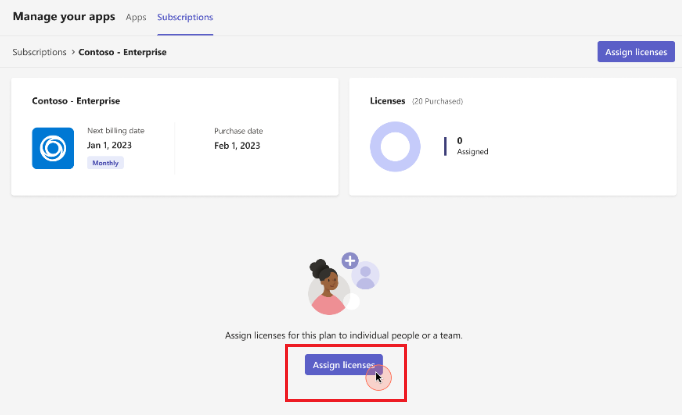 Manage your apps Apps Subscriptions
Subscriptions > Contoso - Enterprise
Assign licenses
Contoso - Enterprise
Next billing date
Jan 1, 2023
Monthly
Purchase date
Feb 1, 2023
Licenses (20 Purchased)
0
Assigned
Assign licenses for this plan to individual people or a team.
Assign licenses